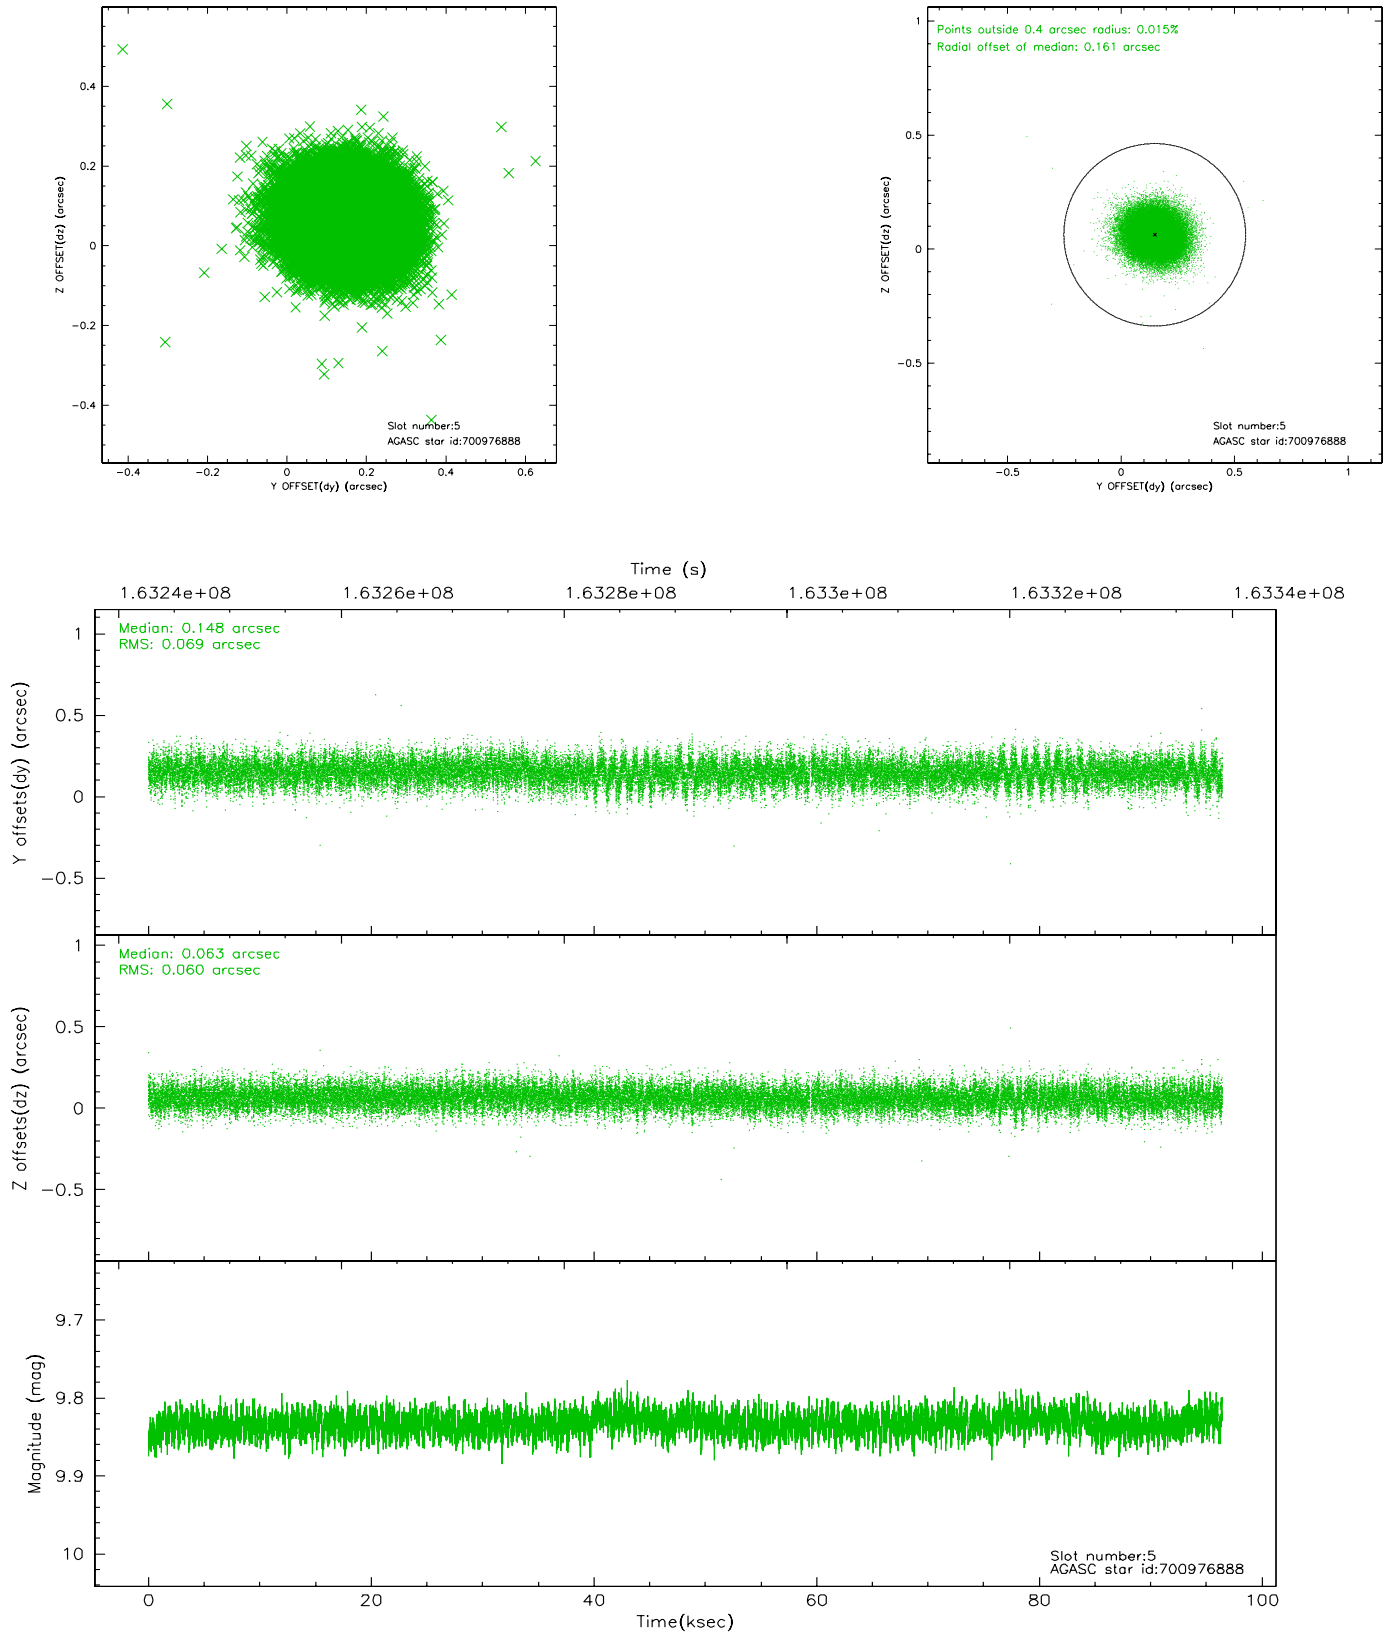 0.4
0.2
0
−0.2
−0.4
Z OFFSET(dz) (arcsec)
Slot number:5
AGASC star id:700976888
−0.4 −0.2 0 0.2 0.4 0.6
Y OFFSET(dy) (arcsec)
Points outside 0.4 arcsec radius: 0.015%
Radial offset of median: 0.161 arcsec
1
0.5
0
−0.5
Z OFFSET(dz) (arcsec)
Slot number:5
AGASC star id:700976888
−0.5 0 0.5 1
Y OFFSET(dy) (arcsec)
Time (s)
1.6324e+08 1.6326e+08 1.6328e+08 1.633e+08 1.6332e+08 1.6334e+08
Median: 0.148 arcsec
RMS: 0.069 arcsec
1
0.5
0
−0.5
Y offsets(dy) (arcsec)
Median: 0.063 arcsec
RMS: 0.060 arcsec
1
0.5
0
−0.5
Z offsets(dz) (arcsec)
9.7
9.8
9.9
10
Magnitude (mag)
Slot number:5
AGASC star id:700976888
0 20 40 60 80 100
Time(ksec)